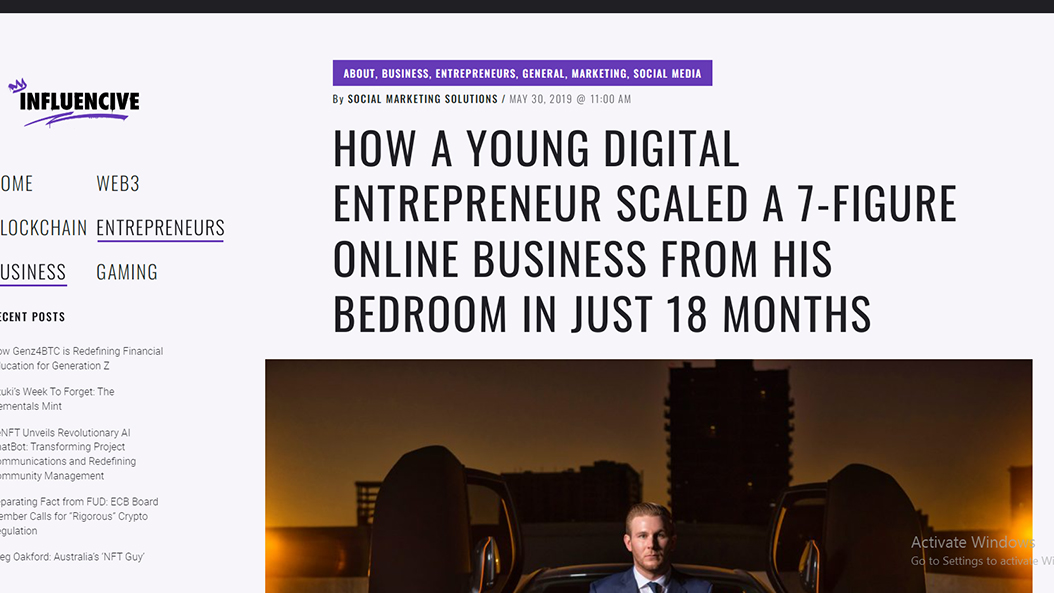 ABOUT, BUSINESS, ENTREPRENEURS, GENERAL, MARKETING, SOCIAL MEDIA
By SOCIAL MARKETING SOLUTIONS / MAY 30, 2019 @ 11:00 AM
HOW A YOUNG DIGITAL
ENTREPRENEUR SCALED A 7-FIGURE
ONLINE BUSINESS FROM HIS
BEDROOM IN JUST 18 MONTHS
INFLUENCIVE
OME WEB3
LOCKCHAIN ENTREPRENEURS
USINESS GAMING
ECENT POSTS
ow Genz4BTC is Redefining Financial
ucation for Generation Z
uki's Week To Forget: The
ementals Mint
NFT Unveils Revolutionary AI
hatBot: Transforming Project
ommunications and Redefining
ommunity Management
parating Fact from FUD: ECB Board
ember Calls for "Rigorous" Crypto
egulation
eg Oakford: Australia's 'NFT Guy'
Activate Windows
Go to Settings to activate Wi